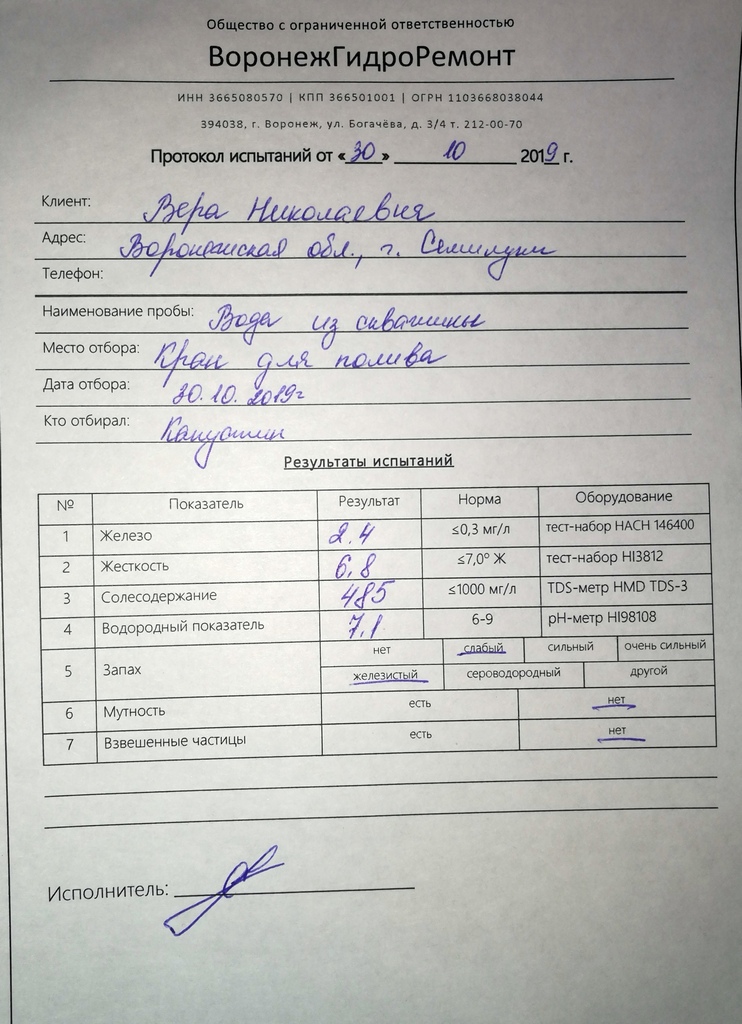 Общество с ограниченной ответственностью
ВоронежГидроРемонт
ИНН 3665080570 | КПП 366501001 | ОГРН 1103668038044
394038, г. Воронеж, ул. Богачёва, д. 3/4 т. 212-00-70
Протокол испытаний от «30» 10 2019 г.
Клиент: Вера Николаевна
Адрес: Воронежская обл., г. Семилуки
Телефон:
Наименование пробы: Вода из скважины
Место отбора: Кран для полива
Дата отбора: 30.10.2019г
Кто отбирал: Капустин
Результаты испытаний
№ Показатель Результат Норма Оборудование
1 Железо 2.4 ≤0,3 мг/л тест-набор HACH 146400
2 Жесткость 6,8 ≤7,0° Ж тест-набор HI3812
3 Солесодержание 485 ≤1000 мг/л TDS-метр HMD TDS-3
4 Водородный показатель 7,1 6-9 pH-метр HI98108
5 Запах нет слабый сильный очень сильный
железистый сероводородный другой
6 Мутность есть нет
7 Взвешенные частицы есть нет
Исполнитель: